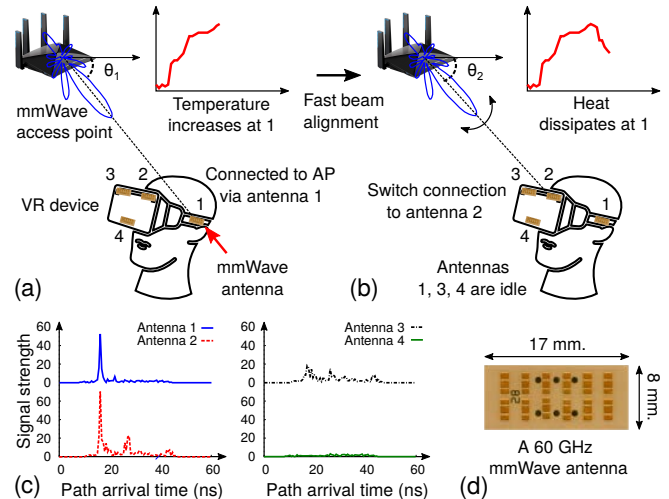 θ1
mmWave
access point
Temperature
increases at 1
Connected to AP
via antenna 1
VR device
3
2
1
4
mmWave
antenna
(a)
Fast beam
alignment
θ2
Heat
dissipates at 1
Switch connection
to antenna 2
3
2
1
4
Antennas
1, 3, 4 are idle
(b)
Signal strength
60
40
20
0
60
40
20
0
0 20 40 60
Path arrival time (ns)
Antenna 1
Antenna 2
(c)
60
40
20
0
60
40
20
0
0 20 40 60
Path arrival time (ns)
Antenna 3
Antenna 4
17 mm.
8 mm.
28
A 60 GHz
mmWave antenna
(d)